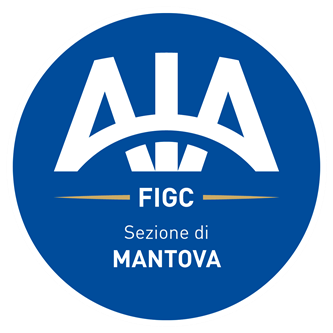 AIA
FIGC
Sezione di
MANTOVA